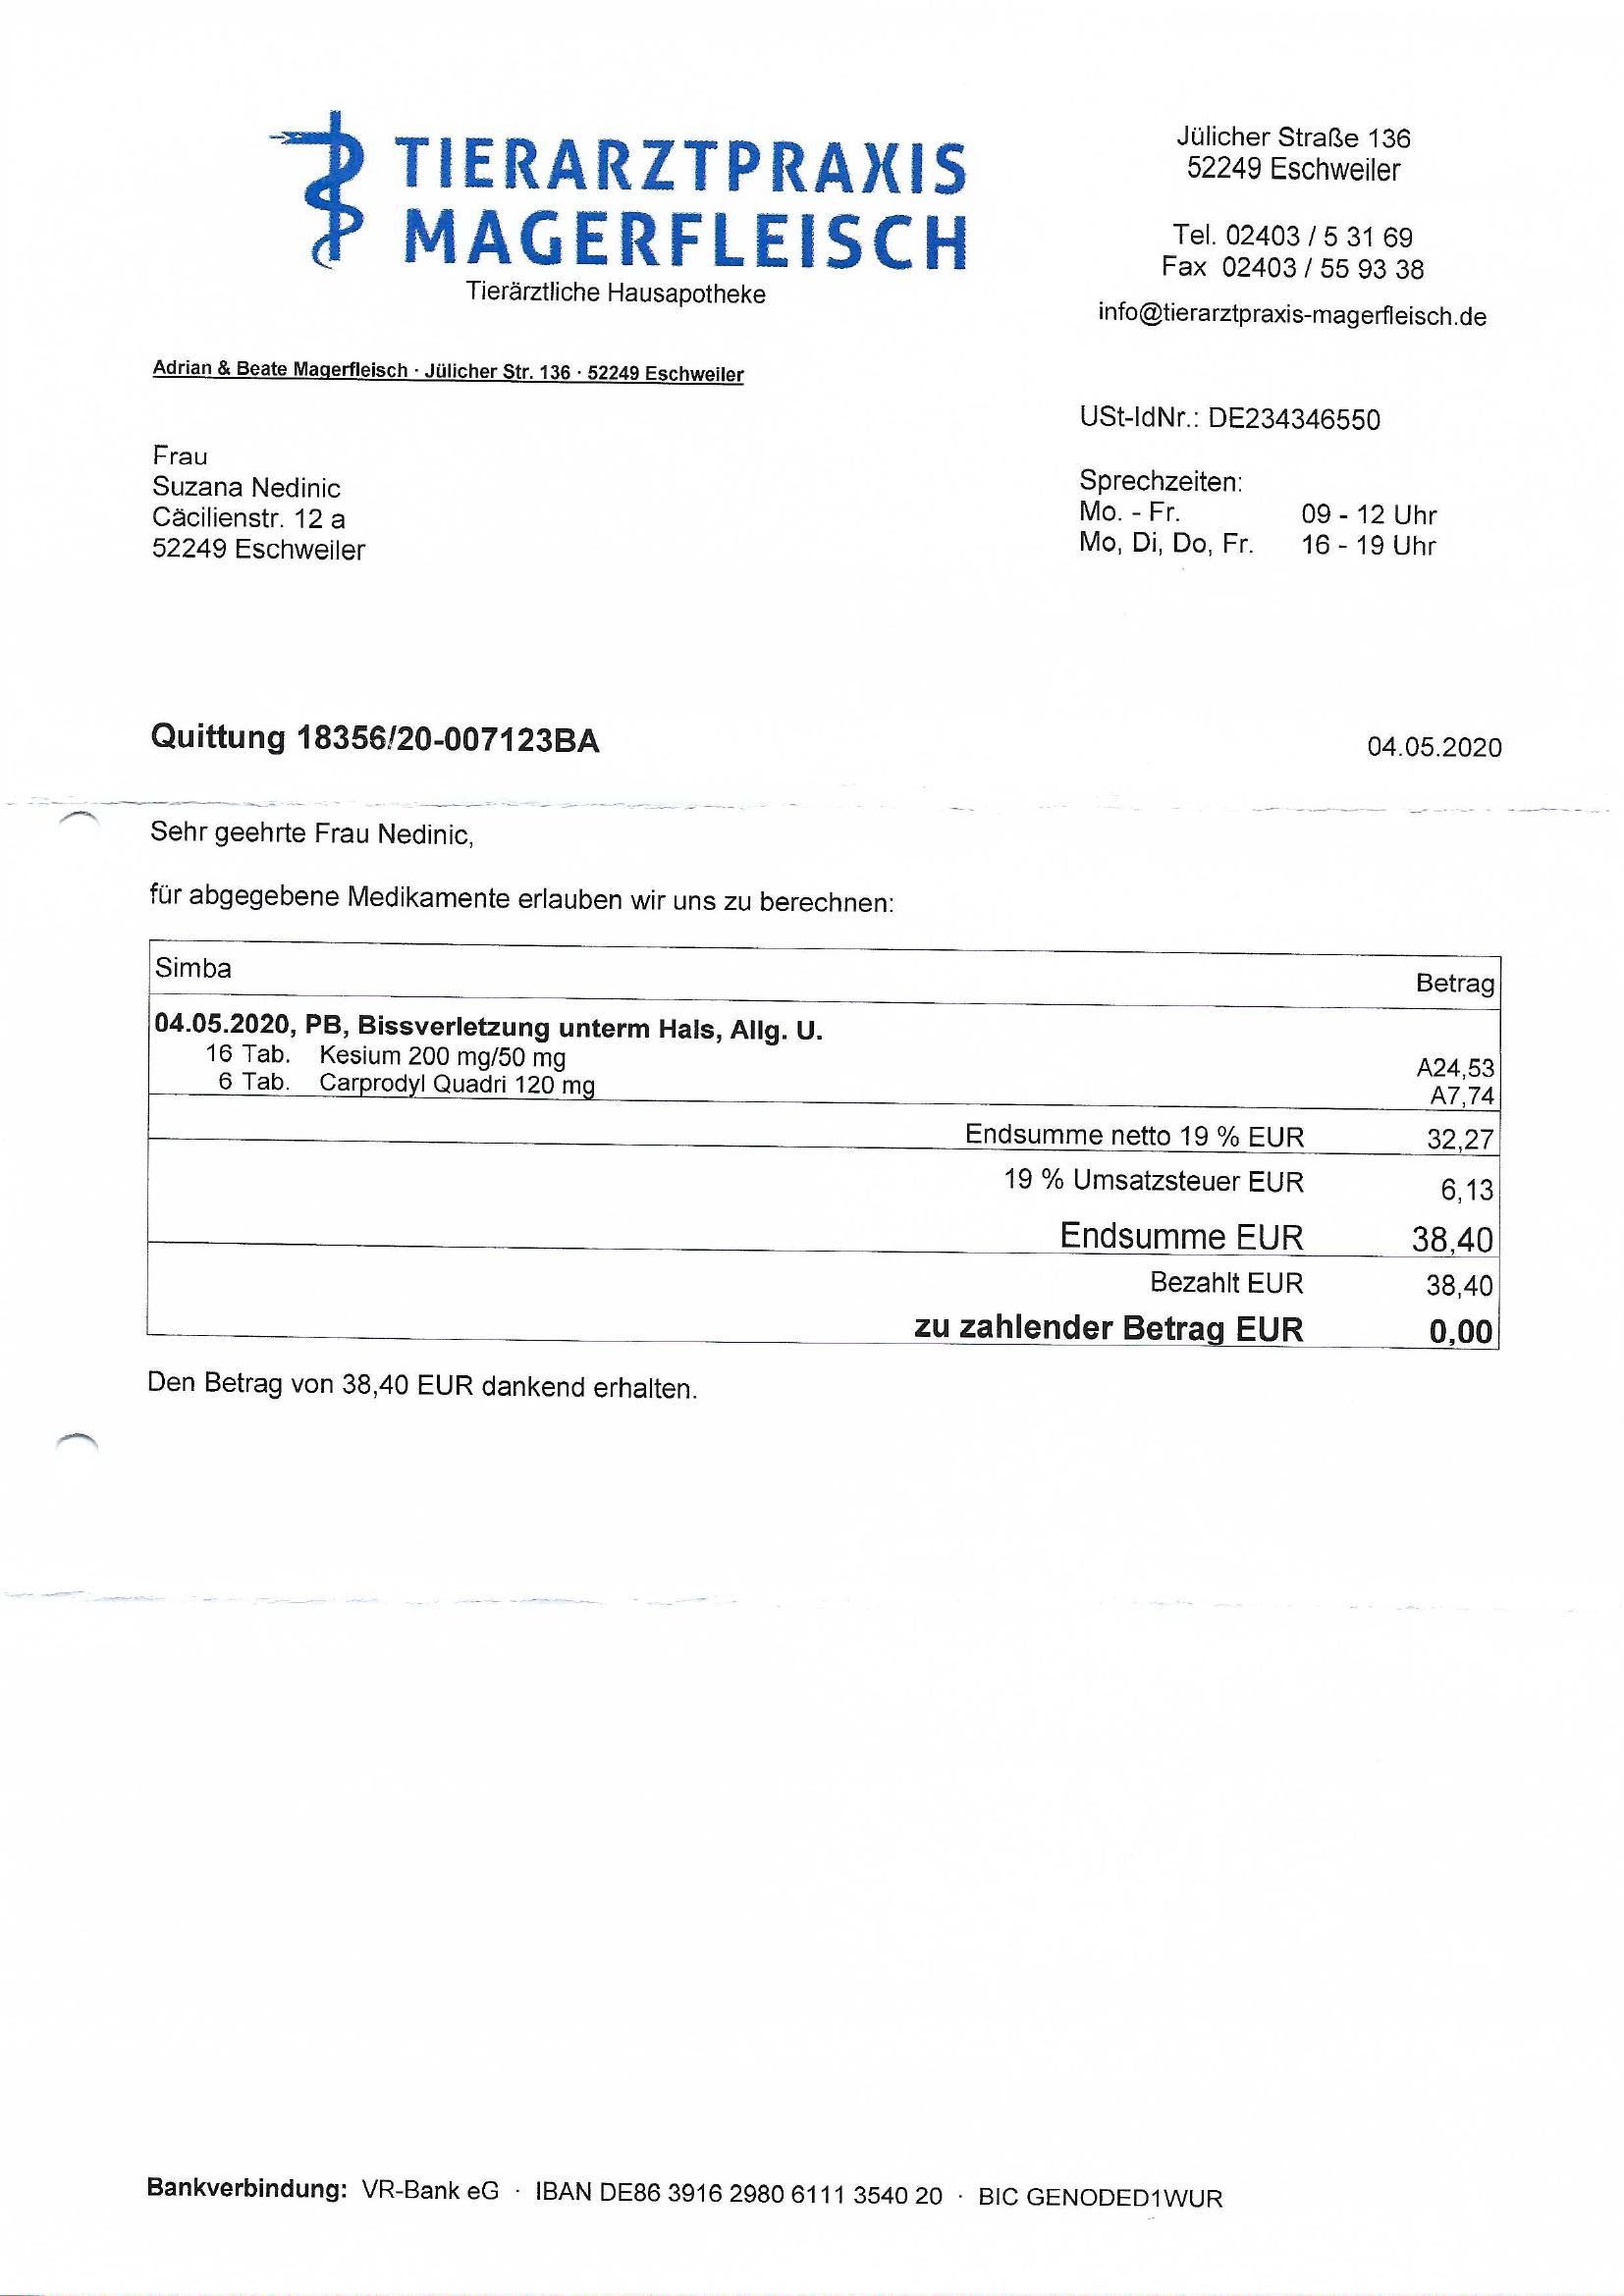 TIERARZTPRAXIS
MAGERFLEISCH
Tierärztliche Hausapotheke
Jülicher Straße 136
52249 Eschweiler
Tel. 02403 / 5 31 69
Fax 02403 / 55 93 38
info@tierarztpraxis-magerfleisch.de
Adrian & Beate Magerfleisch · Jülicher Str. 136 · 52249 Eschweiler
USt-IdNr.: DE234346550
Frau
Suzana Nedinic
Cäcilienstr. 12 a
52249 Eschweiler
Sprechzeiten:
Mo. - Fr. 09 - 12 Uhr
Mo, Di, Do, Fr. 16 - 19 Uhr
Quittung 18356/20-007123BA 04.05.2020
Sehr geehrte Frau Nedinic,
für abgegebene Medikamente erlauben wir uns zu berechnen:
Simba Betrag
04.05.2020, PB, Bissverletzung unterm Hals, Allg. U.
16 Tab. Kesium 200 mg/50 mg A24,53
6 Tab. Carprodyl Quadri 120 mg A7,74
Endsumme netto 19 % EUR 32,27
19 % Umsatzsteuer EUR 6,13
Endsumme EUR 38,40
Bezahlt EUR 38,40
zu zahlender Betrag EUR 0,00
Den Betrag von 38,40 EUR dankend erhalten.
Bankverbindung: VR-Bank eG · IBAN DE86 3916 2980 6111 3540 20 · BIC GENODED1WUR